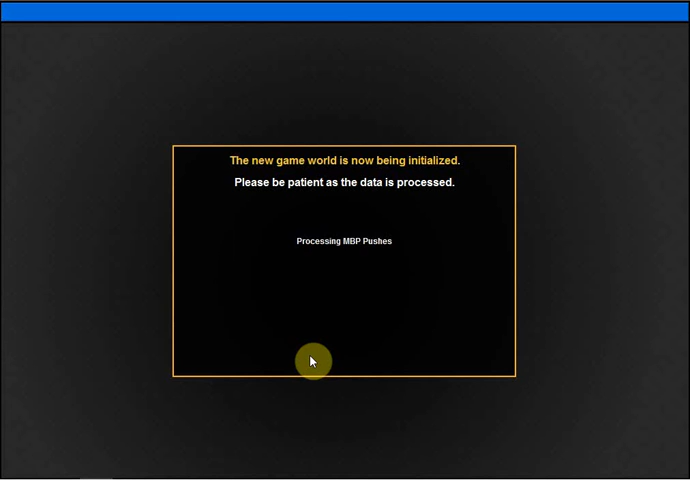 The new game world is now being initialized.
Please be patient as the data is processed.
Processing MBP Pushes